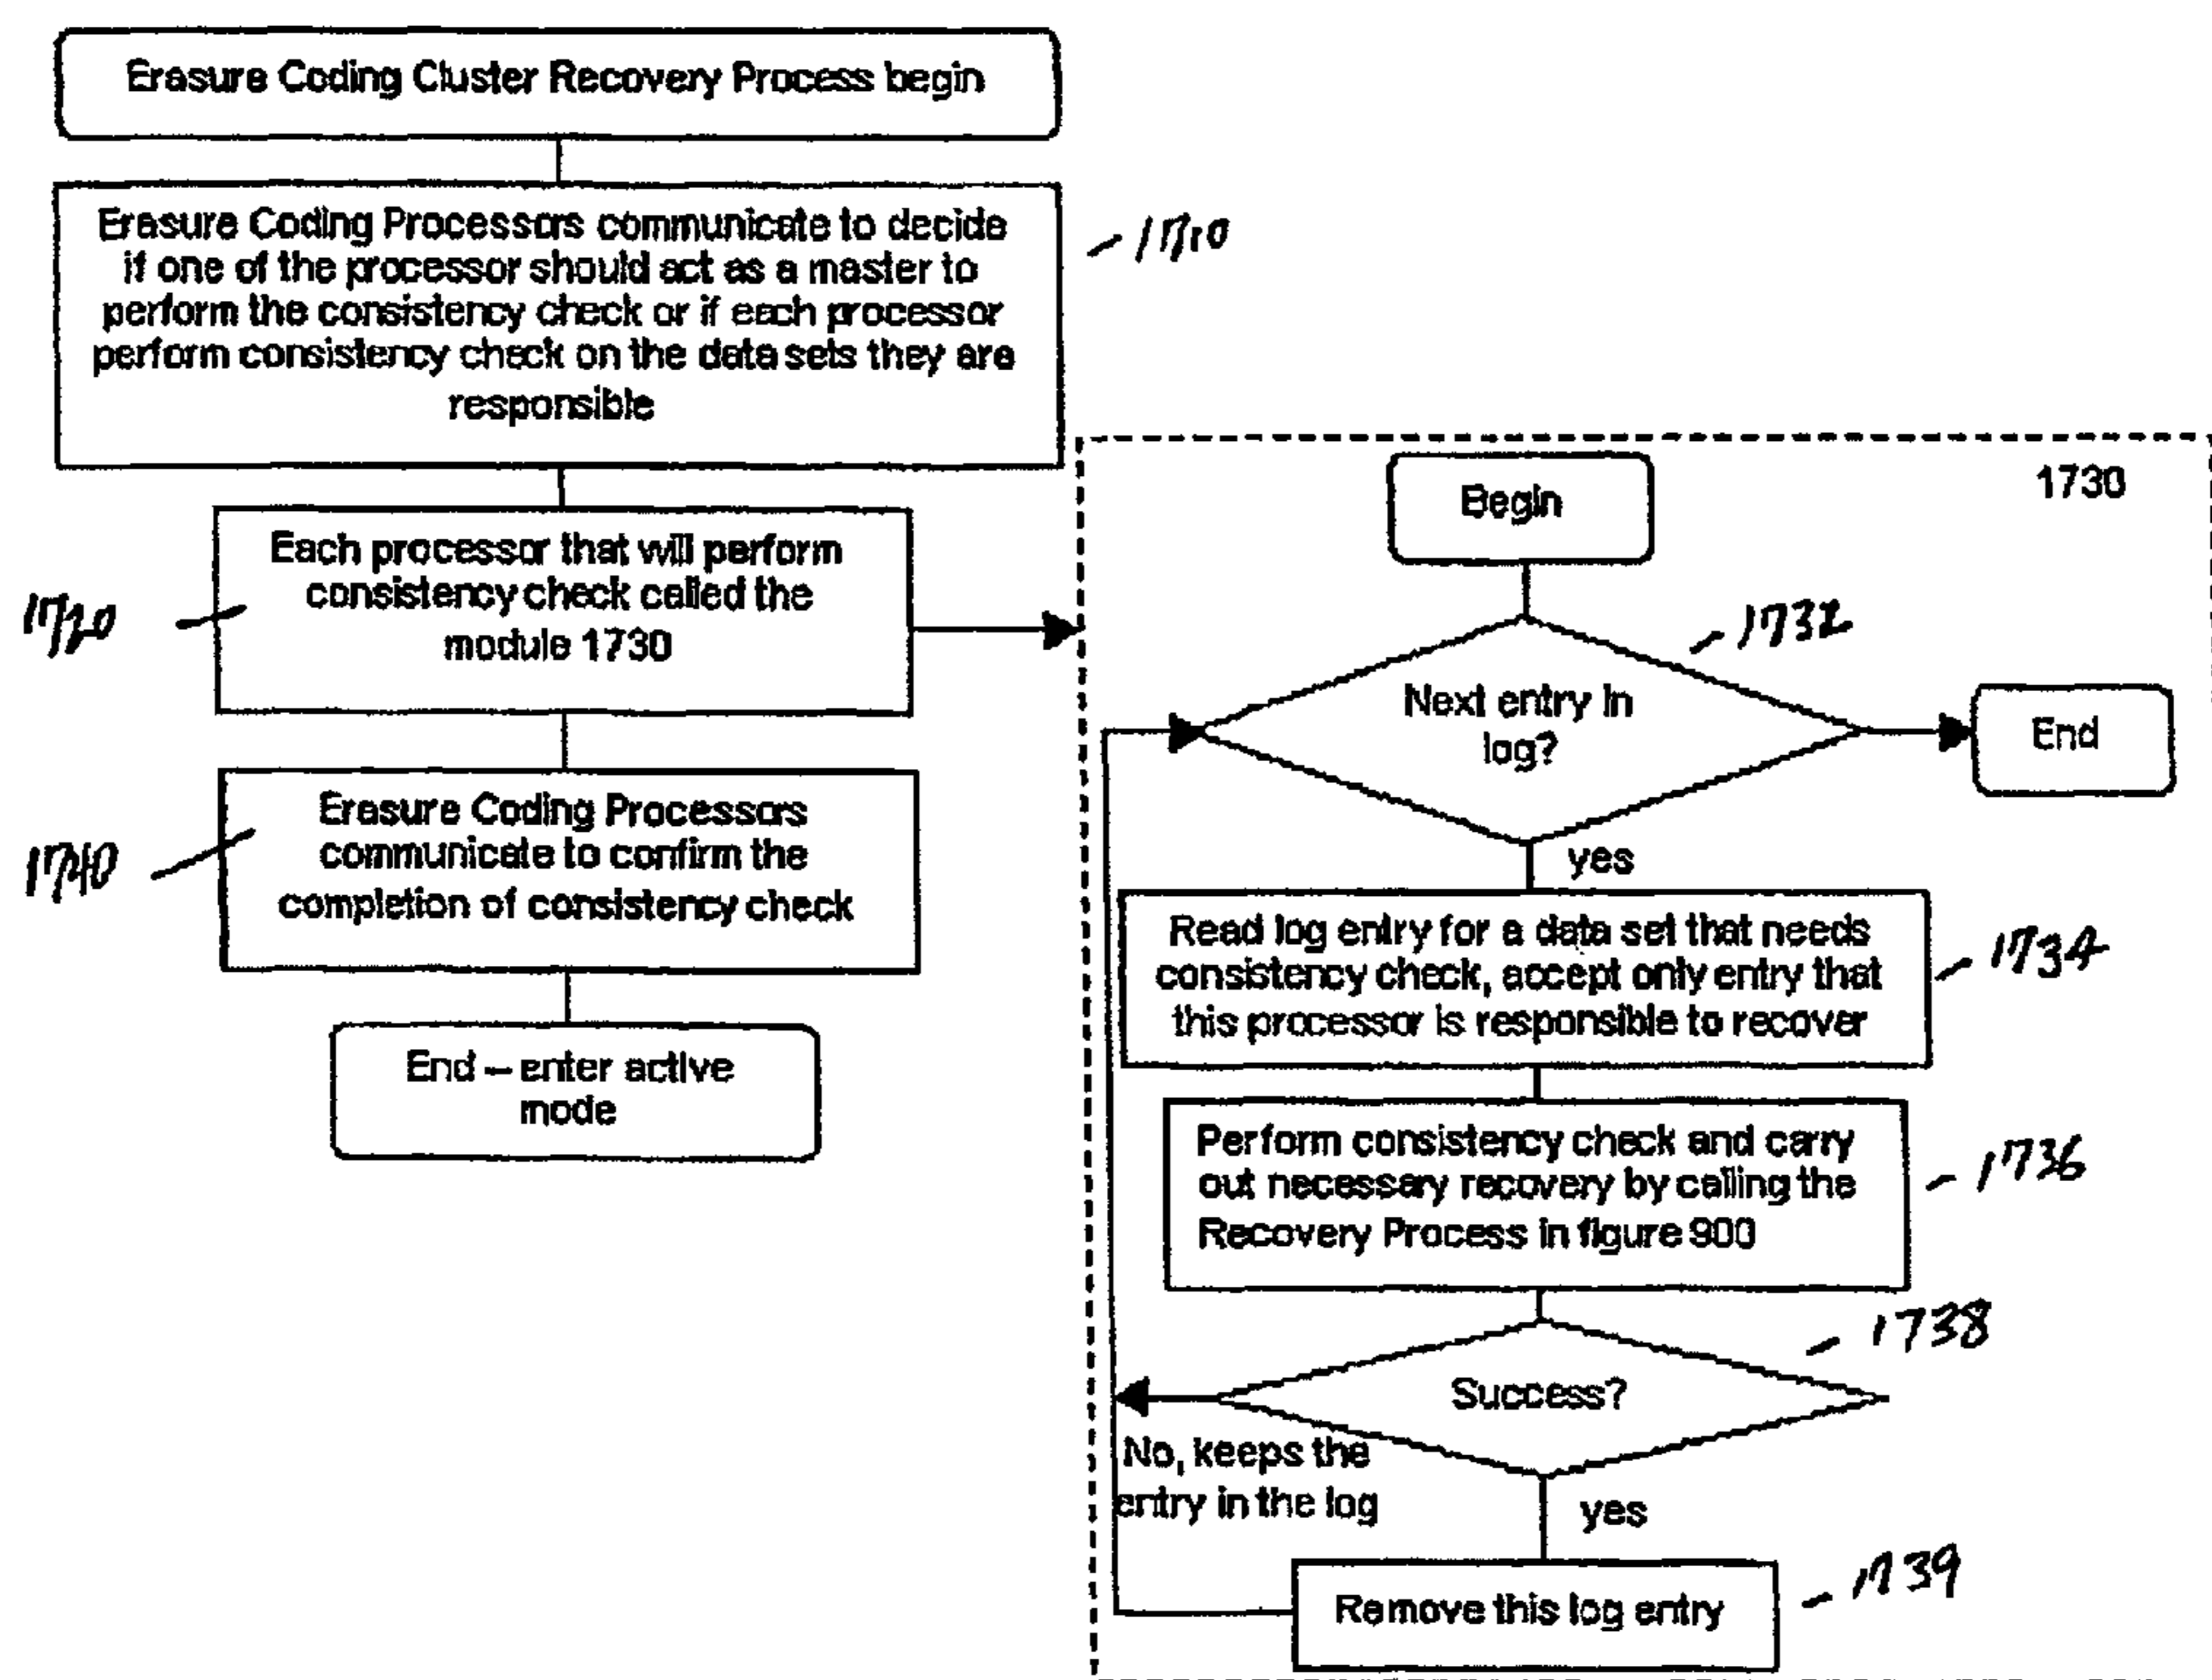 Erasure Coding Cluster Recovery Process begin
Erasure Coding Processors communicate to decide
if one of the processor should act as a master to
perform the consistency check or if each processor
perform consistency check on the data sets they are
responsible
1710
Each processor that will perform
consistency check called the
module 1730
1720
Erasure Coding Processors
communicate to confirm the
completion of consistency check
1740
End – enter active
mode
1730
Begin
1732
Next entry in
log?
End
yes
Read log entry for a data set that needs
consistency check, accept only entry that
this processor is responsible to recover
1734
Perform consistency check and carry
out necessary recovery by calling the
Recovery Process in figure 900
1736
1738
Success?
No, keeps the
entry in the log
yes
Remove this log entry
1739